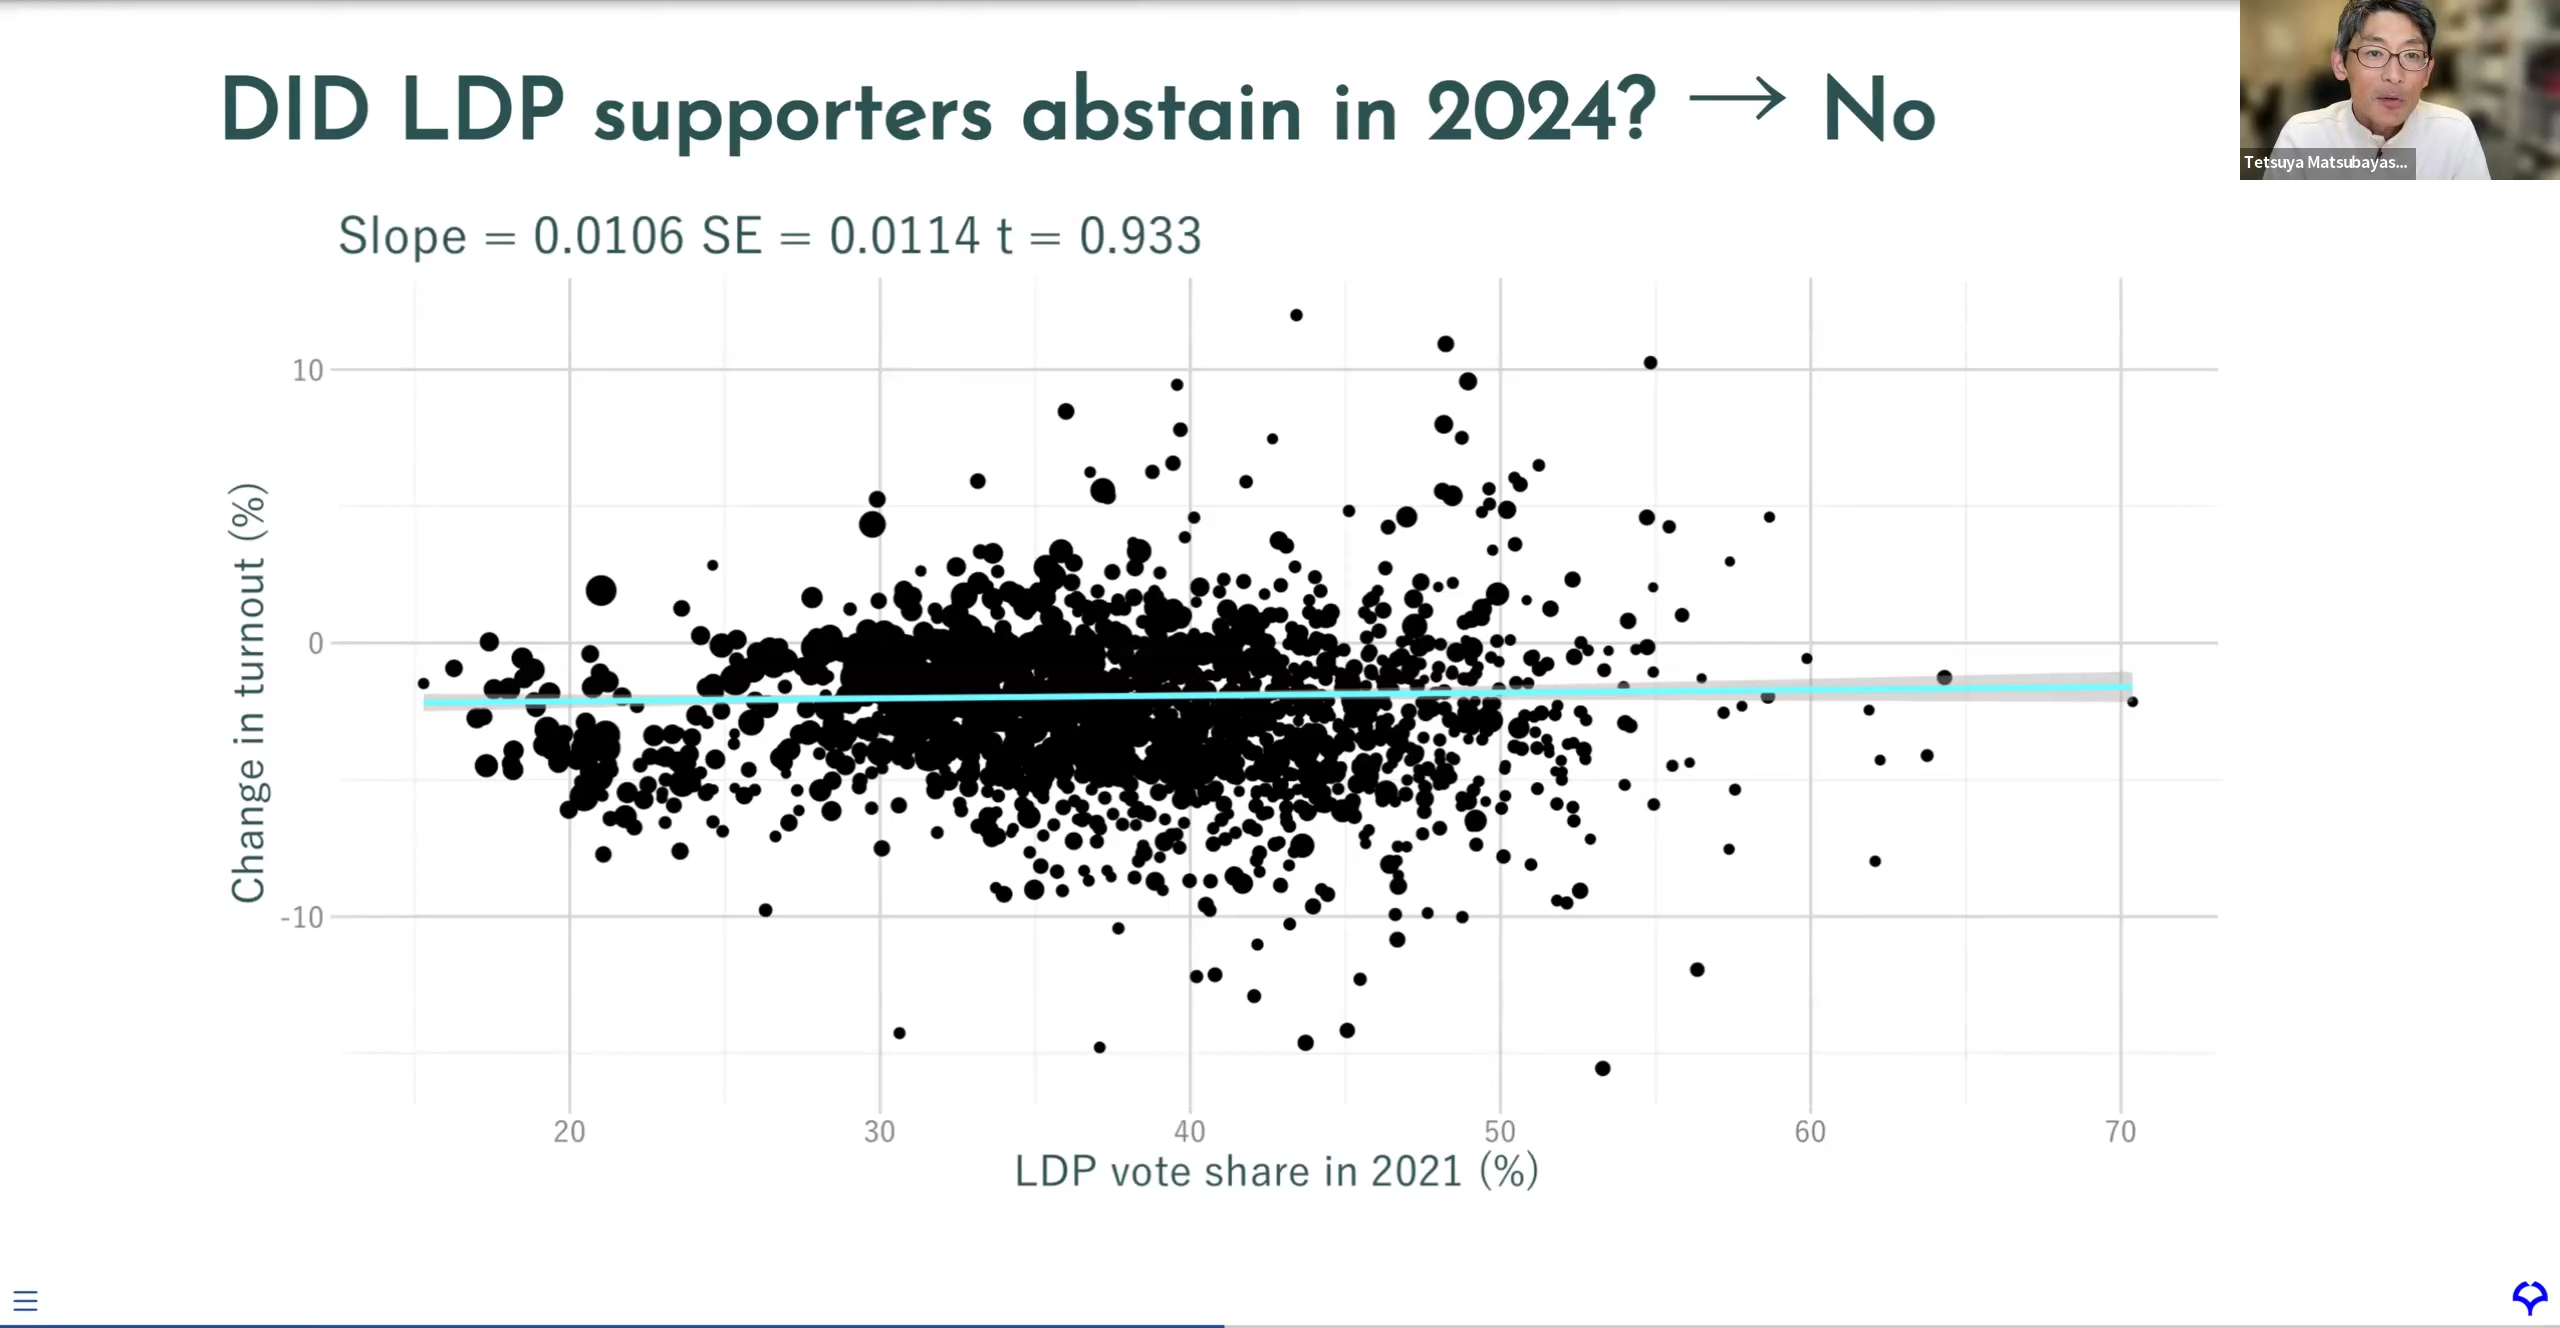 DID LDP supporters abstain in 2024? → No
Tetsuya Matsubayas...
Slope = 0.0106 SE = 0.0114 t = 0.933
Change in turnout (%)
10
0
-10
20 30 40 50 60 70
LDP vote share in 2021 (%)